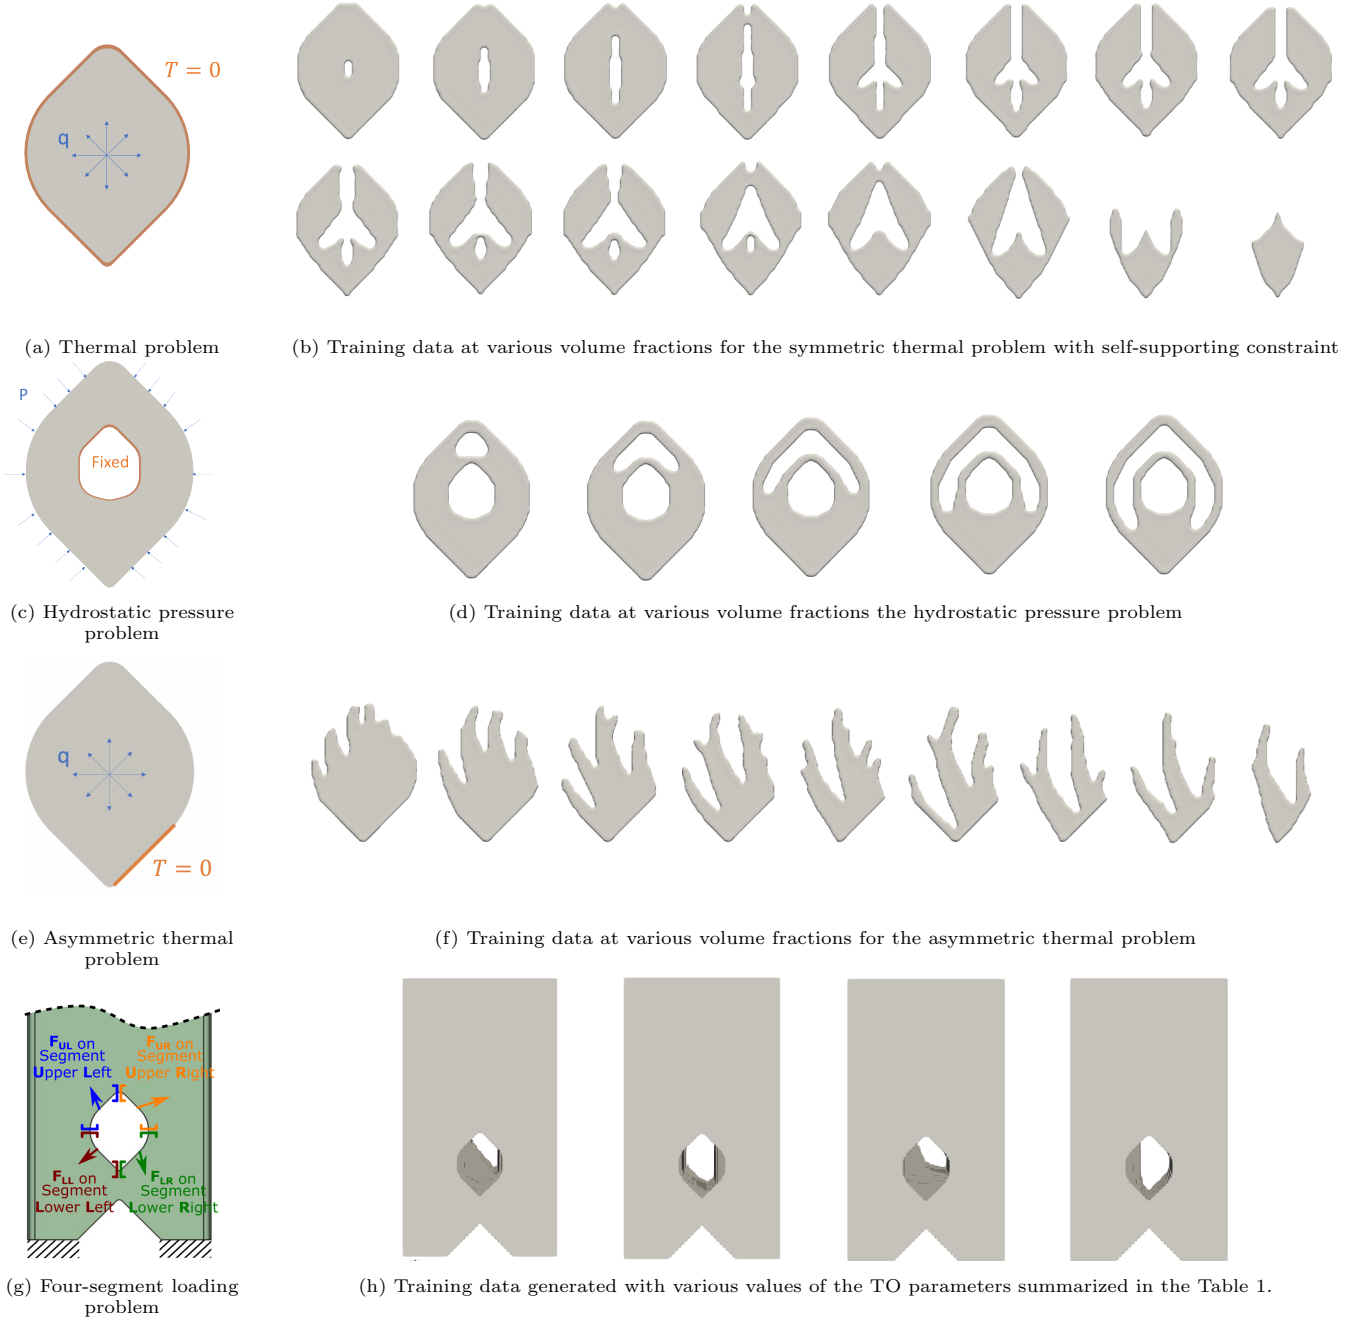 T = 0
q
(a) Thermal problem
(b) Training data at various volume fractions for the symmetric thermal problem with self-supporting constraint
P
Fixed
(c) Hydrostatic pressure
problem
(d) Training data at various volume fractions the hydrostatic pressure problem
q
T = 0
(e) Asymmetric thermal
problem
(f) Training data at various volume fractions for the asymmetric thermal problem
F_UL on
Segment
Upper Left
F_UR on
Segment
Upper Right
F_LL on
Segment
Lower Left
F_LR on
Segment
Lower Right
(g) Four-segment loading
problem
(h) Training data generated with various values of the TO parameters summarized in the Table 1.